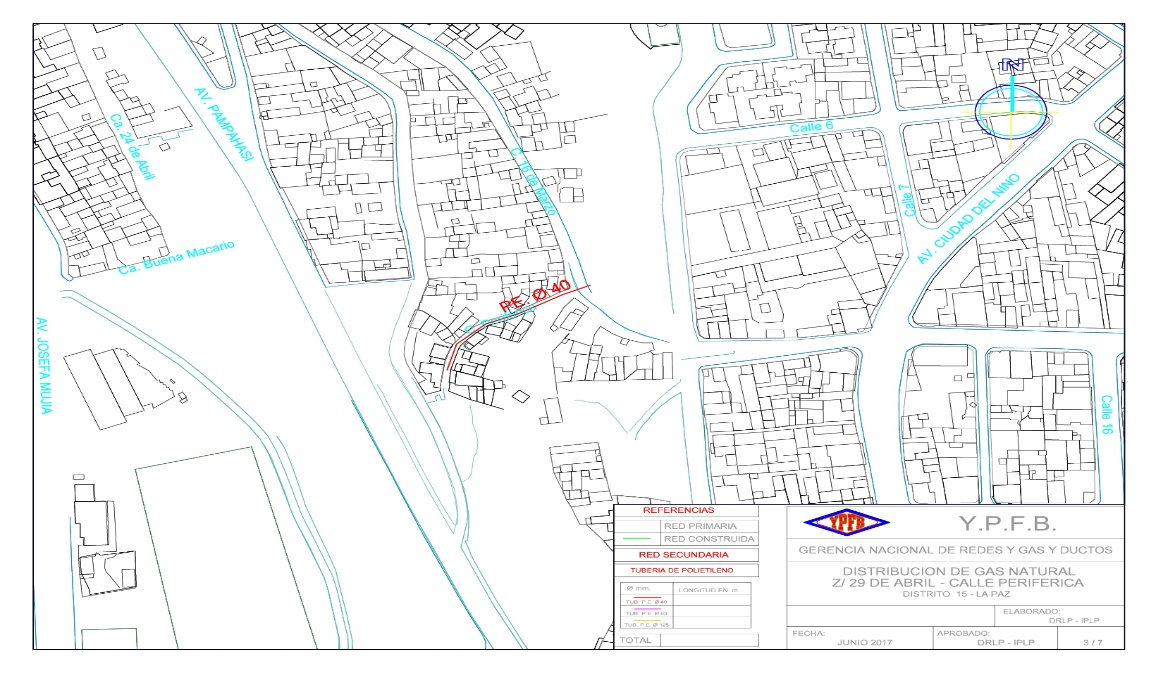 N
AV. PAMPAHASI
Ca. 24 de Abril
Calle 6
C. 16 de Marzo
Calle 7
AV. CIUDAD DEL NINO
Ca. Buena Macario
P.E. Ø 40
AV. JOSEFA MUJIA
Calle 16
REFERENCIAS
RED PRIMARIA
RED CONSTRUIDA
RED SECUNDARIA
TUBERIA DE POLIETILENO
Ø mm. LONGITUD EN m
TUB. P.E. Ø 40
TUB. P.E. Ø 63
TUB. P.E. Ø 125
TOTAL
YPFB
Y.P.F.B.
GERENCIA NACIONAL DE REDES Y GAS Y DUCTOS
DISTRIBUCION DE GAS NATURAL
Z/ 29 DE ABRIL - CALLE PERIFERICA
DISTRITO 15 - LA PAZ
ELABORADO:
DRLP - IPLP
FECHA:
JUNIO 2017
APROBADO:
DRLP - IPLP
3 / 7